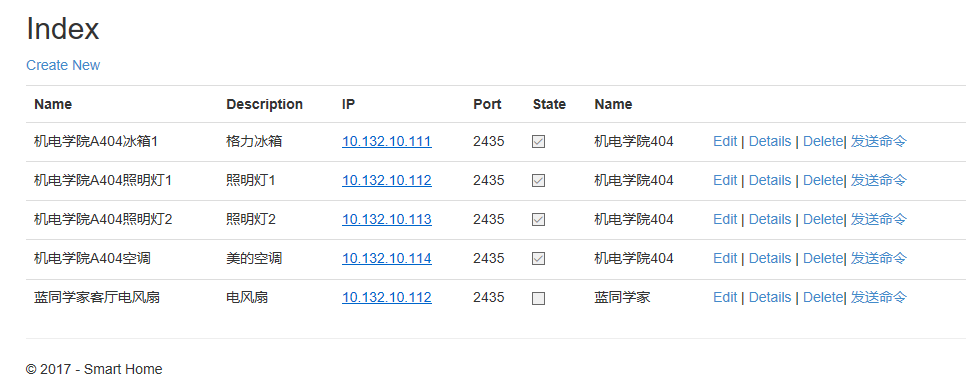 Index
Create New
Name Description IP Port State Name
机电学院A404冰箱1 格力冰箱 10.132.10.111 2435 机电学院404 Edit | Details | Delete| 发送命令
机电学院A404照明灯1 照明灯1 10.132.10.112 2435 机电学院404 Edit | Details | Delete| 发送命令
机电学院A404照明灯2 照明灯2 10.132.10.113 2435 机电学院404 Edit | Details | Delete| 发送命令
机电学院A404空调 美的空调 10.132.10.114 2435 机电学院404 Edit | Details | Delete| 发送命令
蓝同学家客厅电风扇 电风扇 10.132.10.112 2435 蓝同学家 Edit | Details | Delete| 发送命令
© 2017 - Smart Home